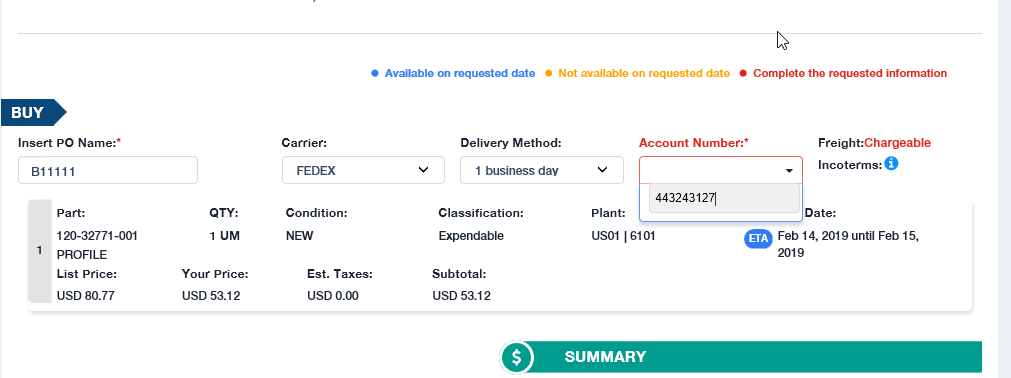 Available on requested date Not available on requested date Complete the requested information
BUY
Insert PO Name:* Carrier: Delivery Method: Account Number:* Freight:Chargeable
B11111 FEDEX 1 business day Incoterms:
443243127
Part: QTY: Condition: Classification: Plant: Date:
1 120-32771-001 1 UM NEW Expendable US01 | 6101 ETA Feb 14, 2019 until Feb 15,
PROFILE 2019
List Price: Your Price: Est. Taxes: Subtotal:
USD 80.77 USD 53.12 USD 0.00 USD 53.12
$ SUMMARY